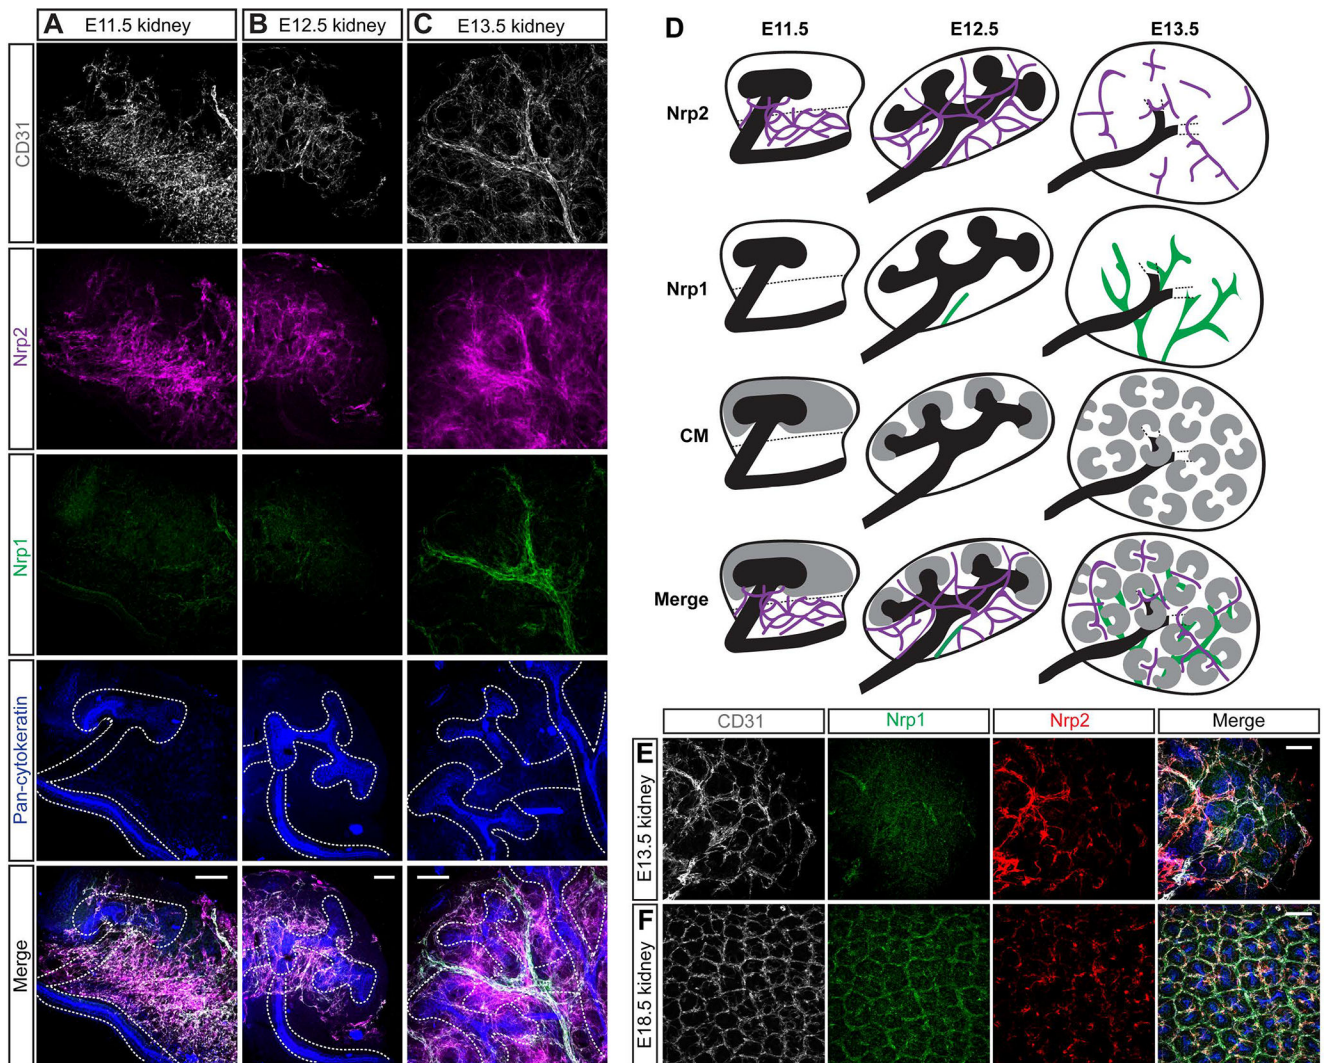 A E11.5 kidney
B E12.5 kidney
C E13.5 kidney
CD31
Nrp2
Nrp1
Pan-cytokeratin
Merge
D
E11.5 E12.5 E13.5
Nrp2
Nrp1
CM
Merge
CD31 Nrp1 Nrp2 Merge
E
E13.5 kidney
F
E18.5 kidney